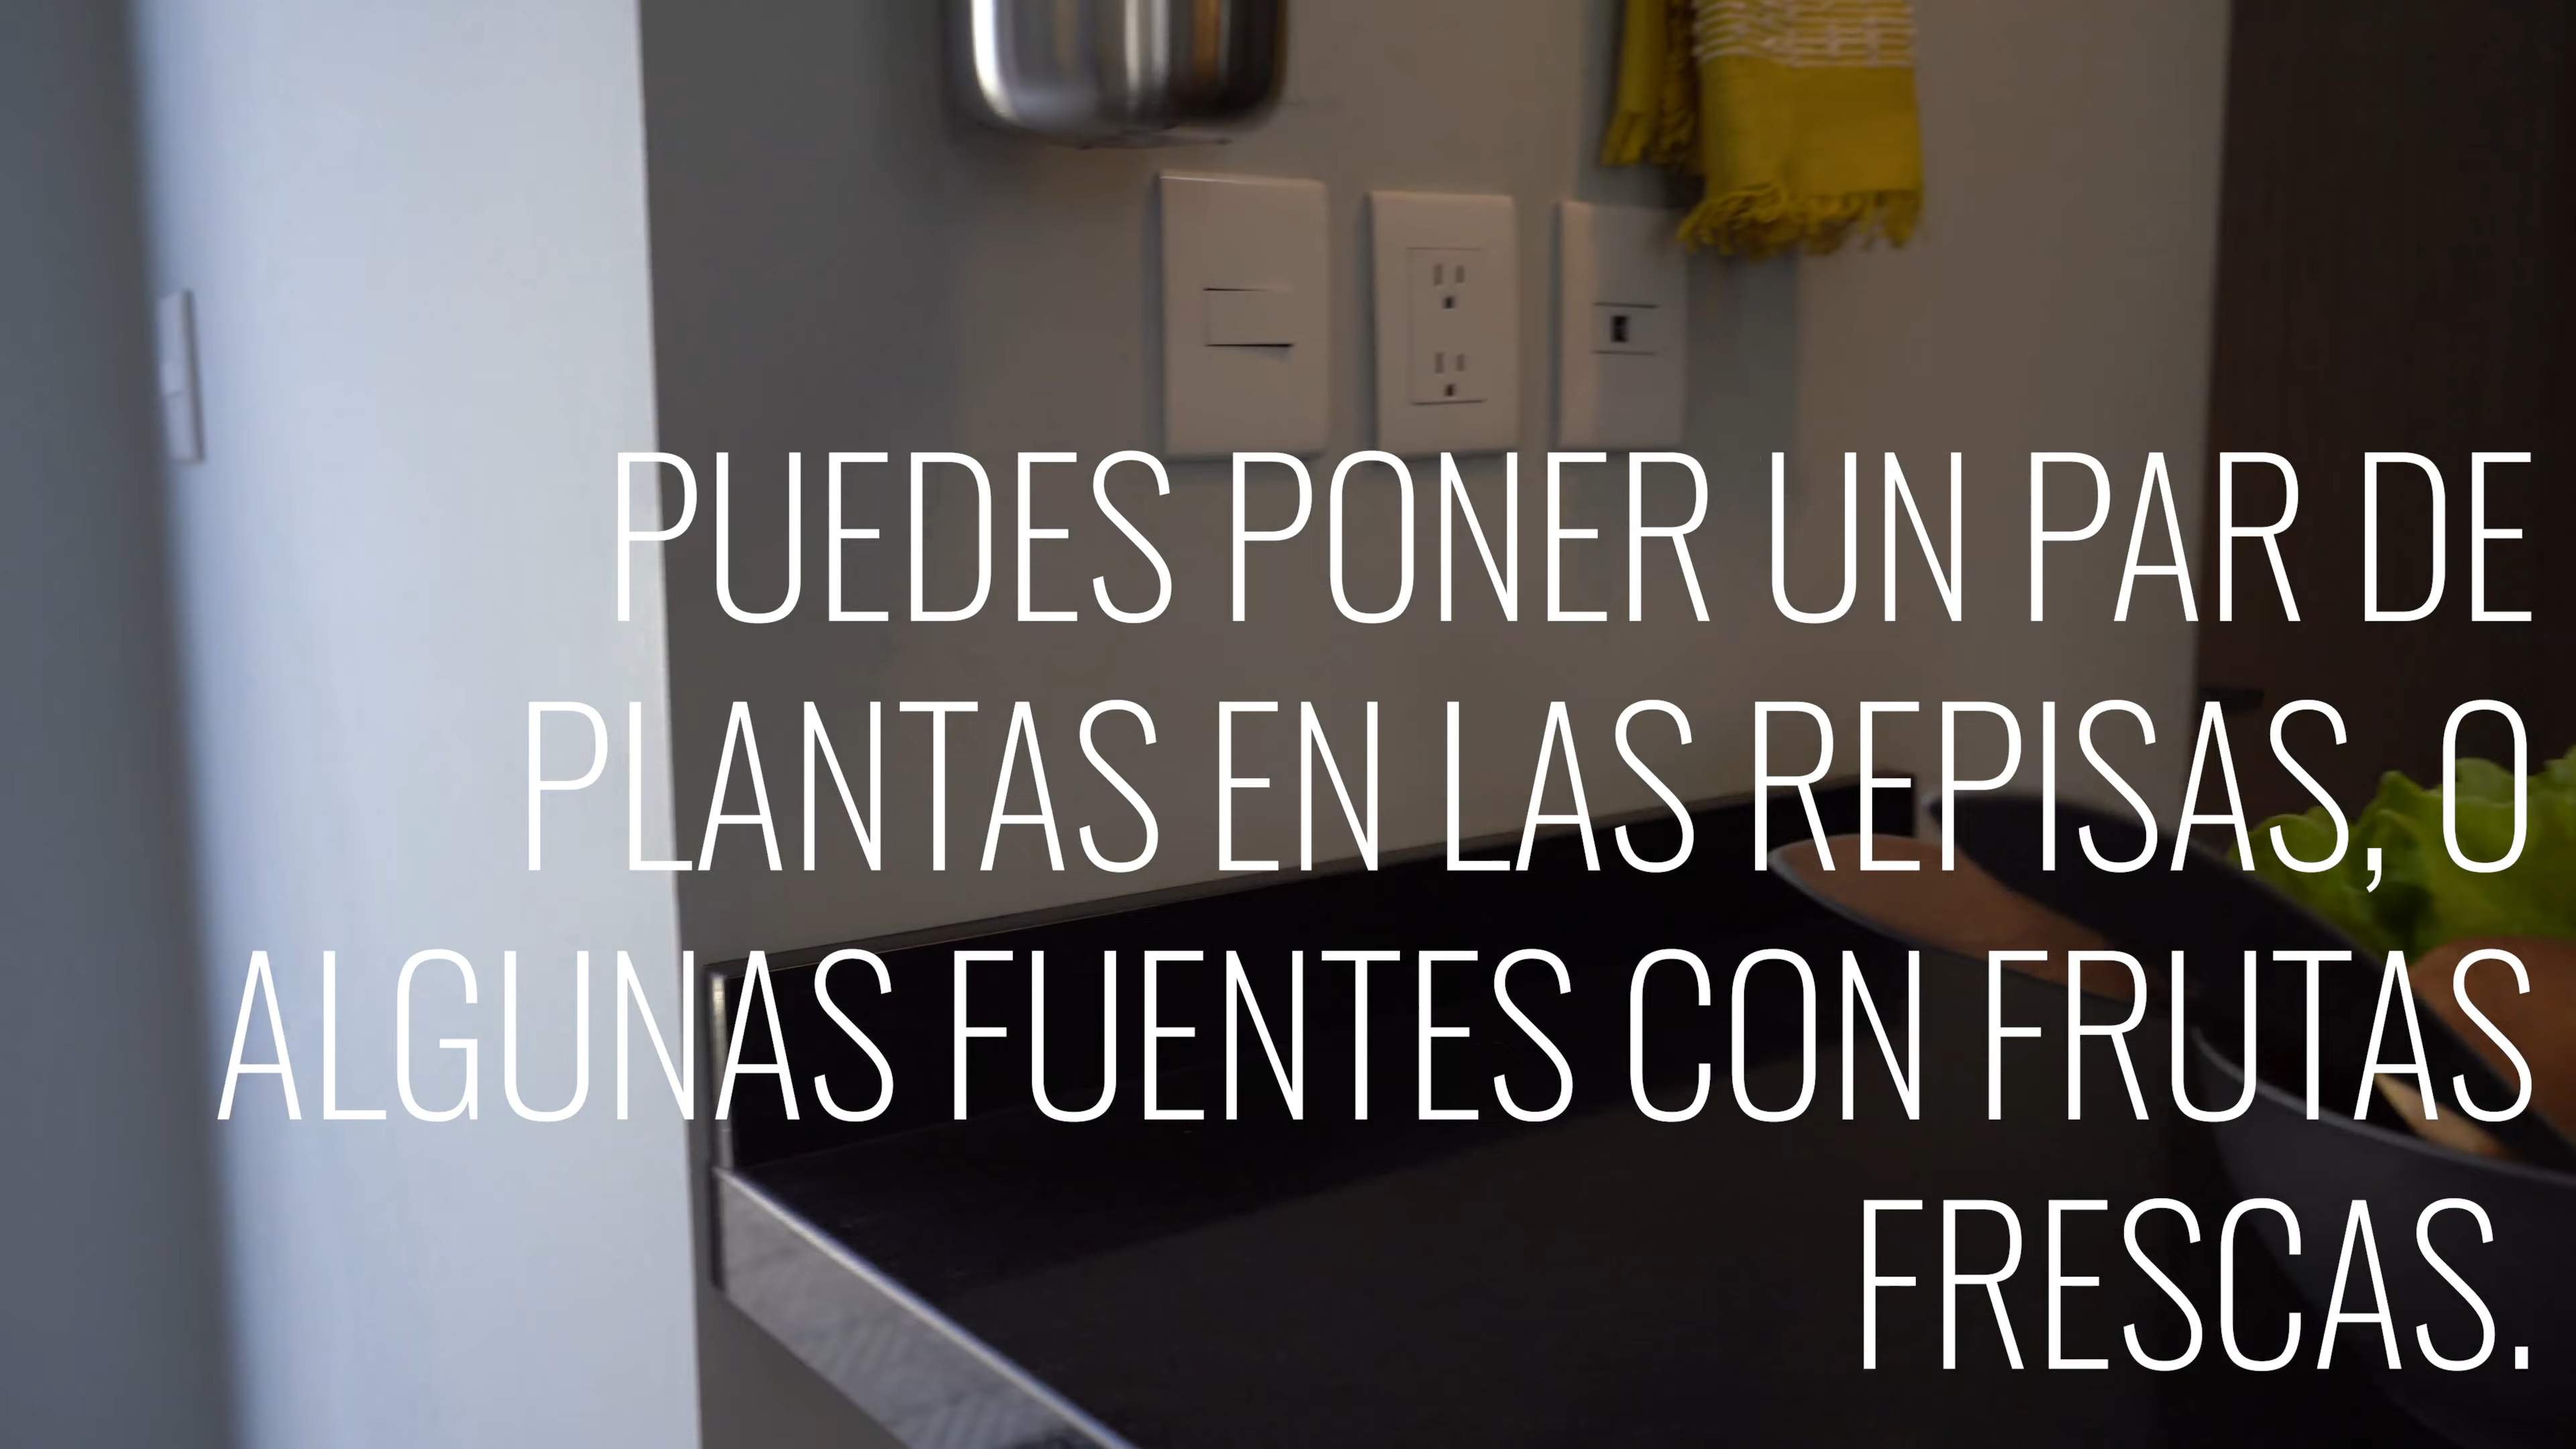 PUEDES PONER UN PAR DE
PLANTAS EN LAS REPISAS, O
ALGUNAS FUENTES CON FRUTAS
FRESCAS.